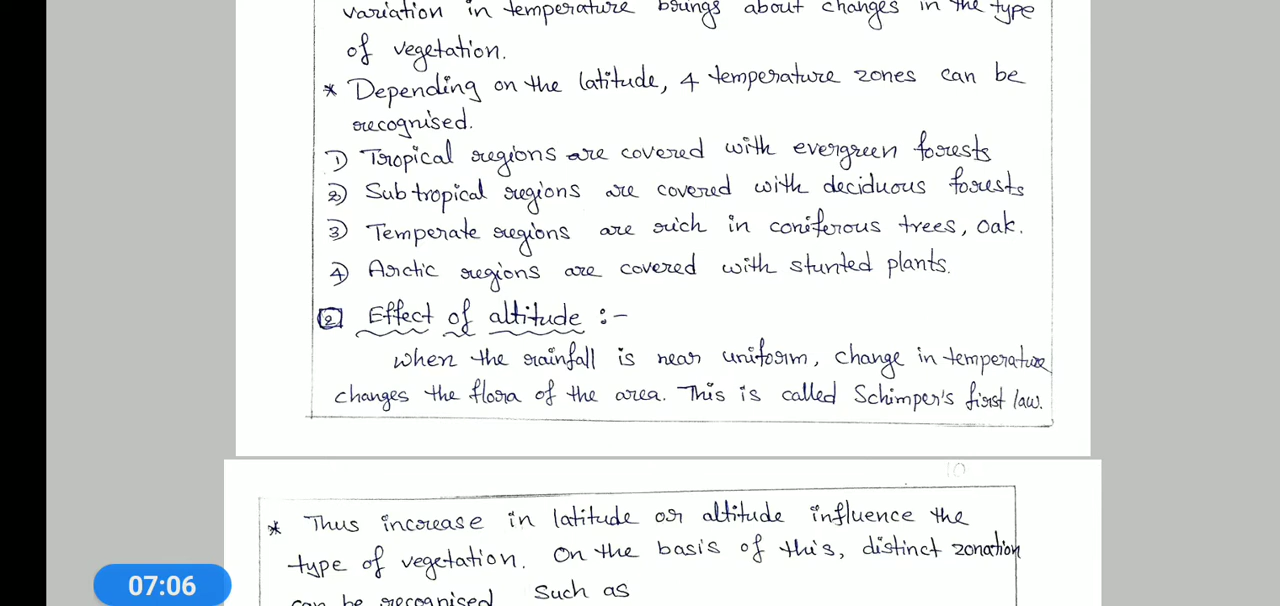 variation in temperature brings about changes in the type
of vegetation.
* Depending on the latitude, 4 temperature zones can be
recognised.
1) Tropical regions are covered with evergreen forests
2) Sub tropical regions are covered with deciduous forests
3) Temperate regions are rich in coniferous trees, oak.
4) Arctic regions are covered with stunted plants.
2 Effect of altitude :-
when the rainfall is near uniform, change in temperature
changes the flora of the area. This is called Schimper's first law.
10
* Thus increase in latitude or altitude influence the
type of vegetation. On the basis of this, distinct zonation
can be recognised such as
07:06